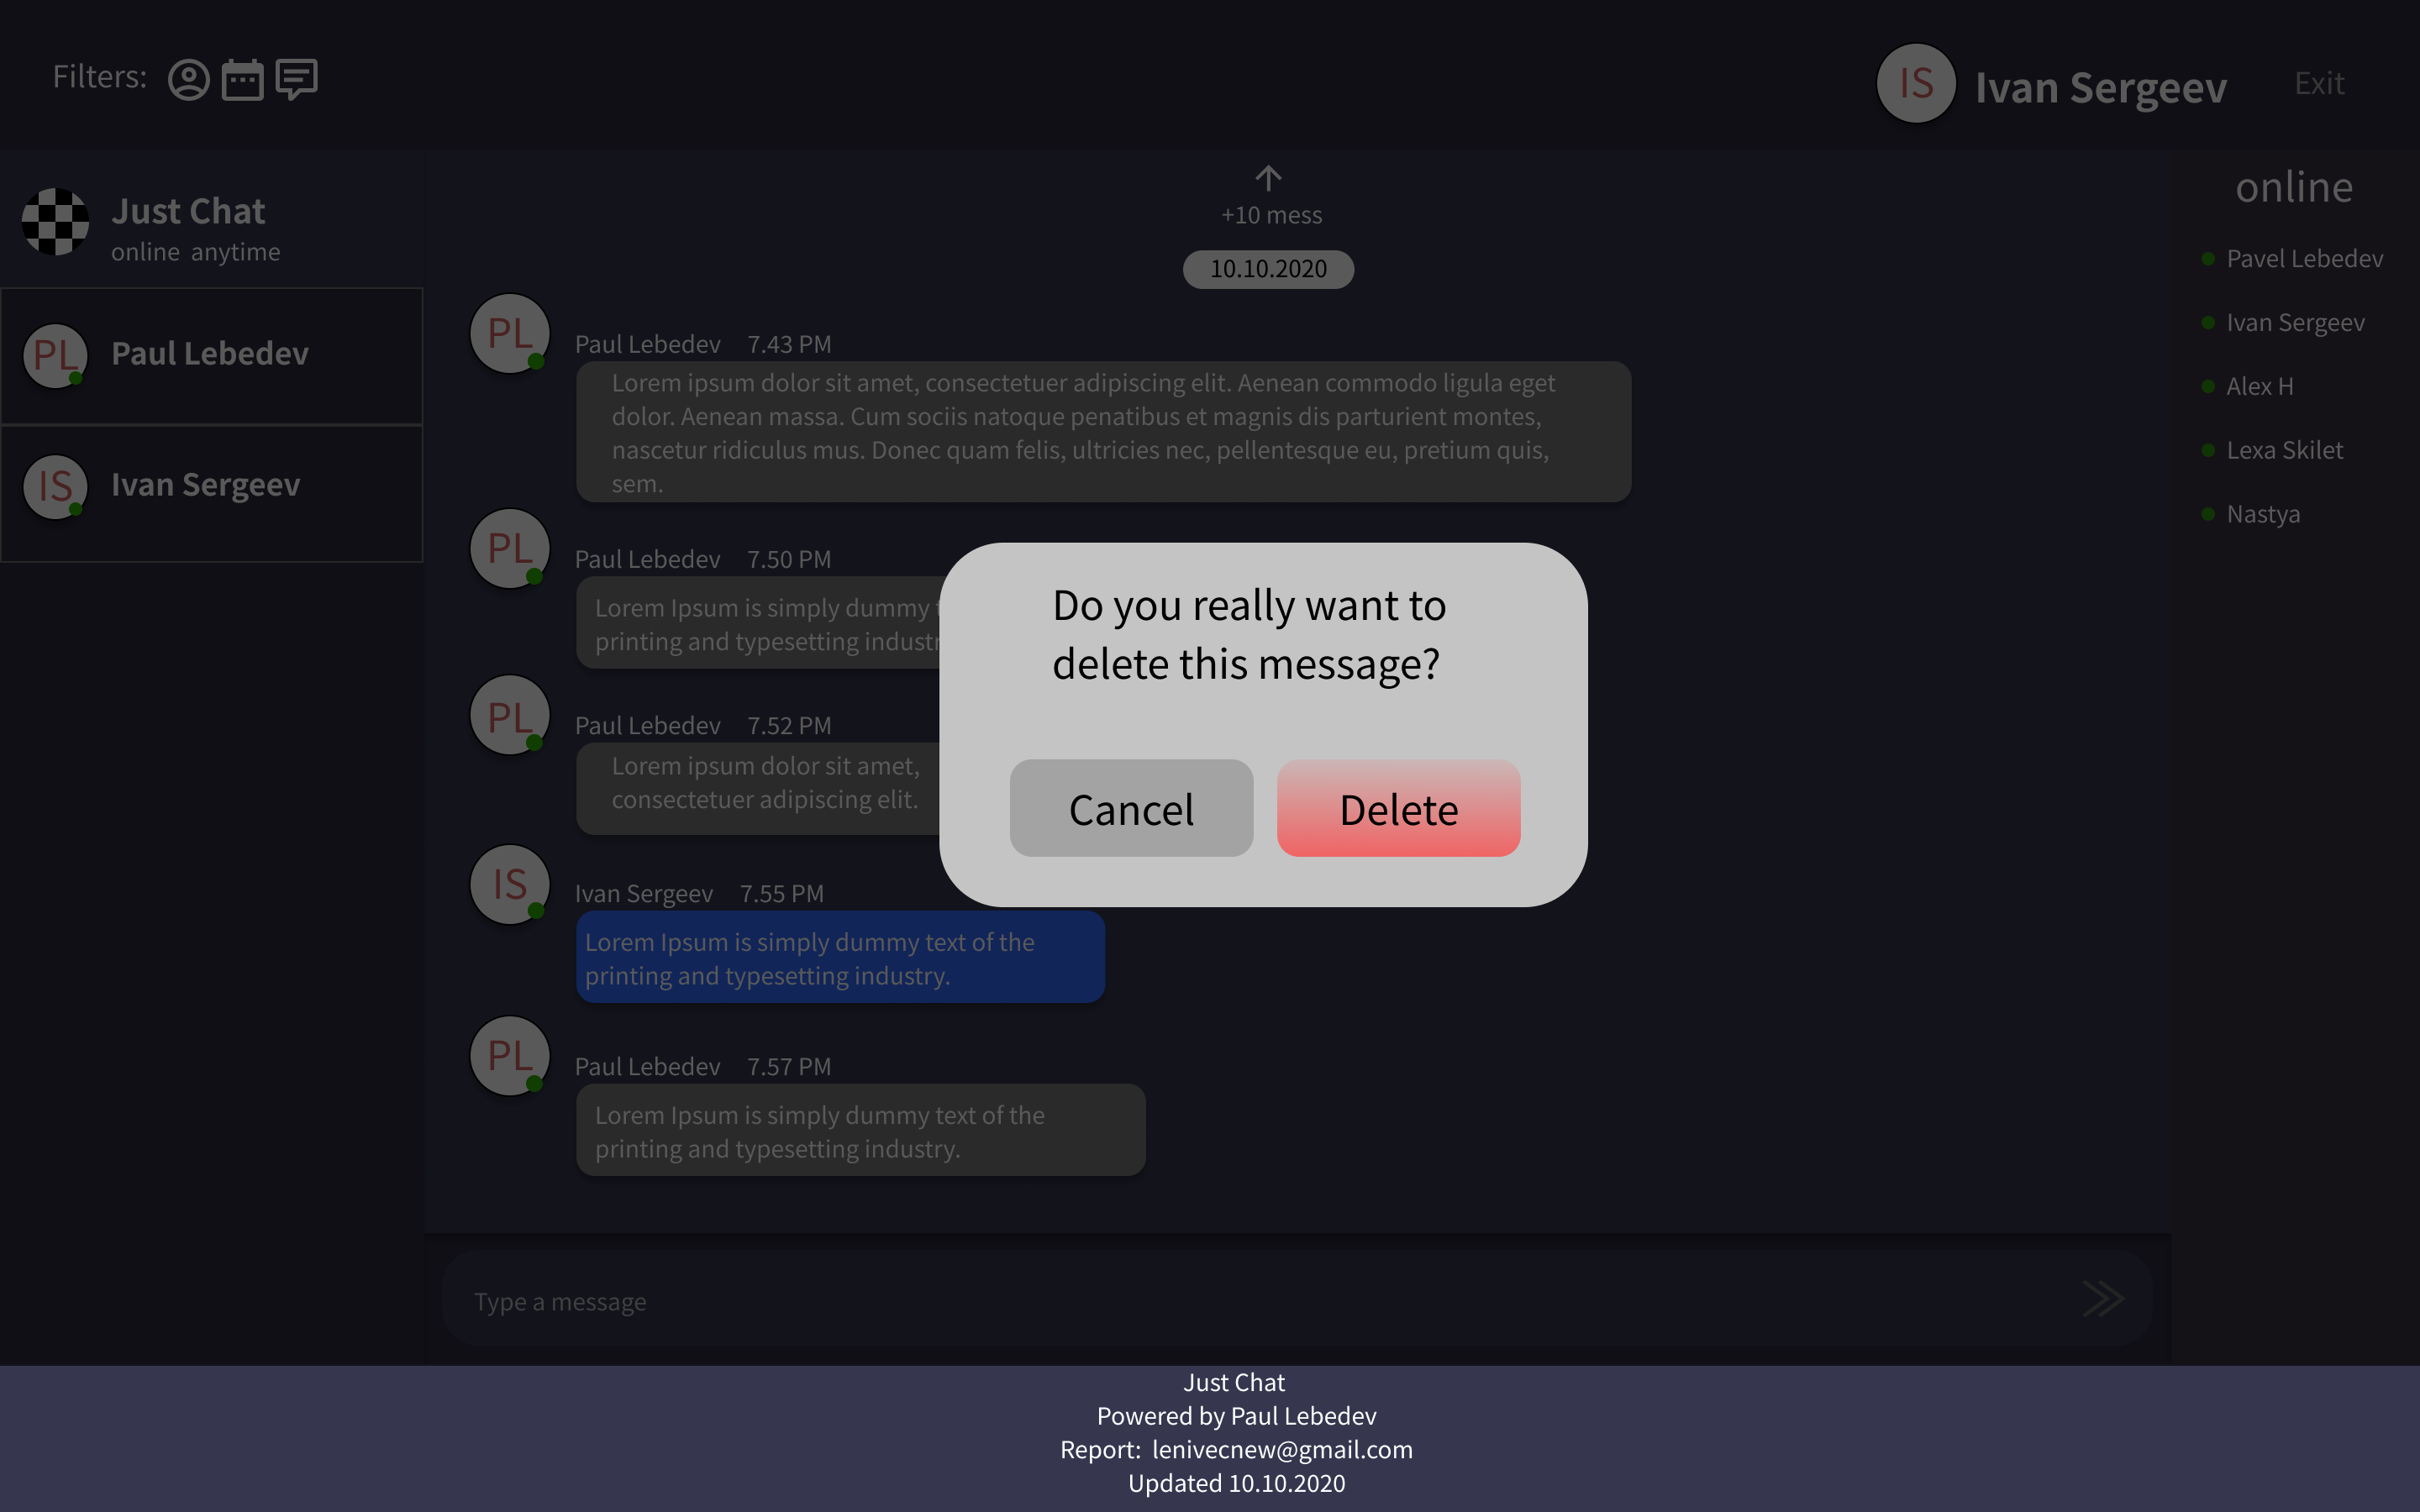 Filters:
IS Ivan Sergeev Exit
Just Chat
online anytime
PL Paul Lebedev
IS Ivan Sergeev
+10 mess
10.10.2020
PL Paul Lebedev 7.43 PM
Lorem ipsum dolor sit amet, consectetuer adipiscing elit. Aenean commodo ligula eget
dolor. Aenean massa. Cum sociis natoque penatibus et magnis dis parturient montes,
nascetur ridiculus mus. Donec quam felis, ultricies nec, pellentesque eu, pretium quis,
sem.
PL Paul Lebedev 7.50 PM
Lorem Ipsum is simply dummy
printing and typesetting
PL Paul Lebedev 7.52 PM
Lorem ipsum dolor sit amet,
consectetuer adipiscing elit.
IS Ivan Sergeev 7.55 PM
Lorem Ipsum is simply dummy text of the
printing and typesetting industry.
PL Paul Lebedev 7.57 PM
Lorem Ipsum is simply dummy text of the
printing and typesetting industry.
Do you really want to
delete this message?
Cancel Delete
online
Pavel Lebedev
Ivan Sergeev
Alex H
Lexa Skilet
Nastya
Type a message
Just Chat
Powered by Paul Lebedev
Report: lenivecnew@gmail.com
Updated 10.10.2020